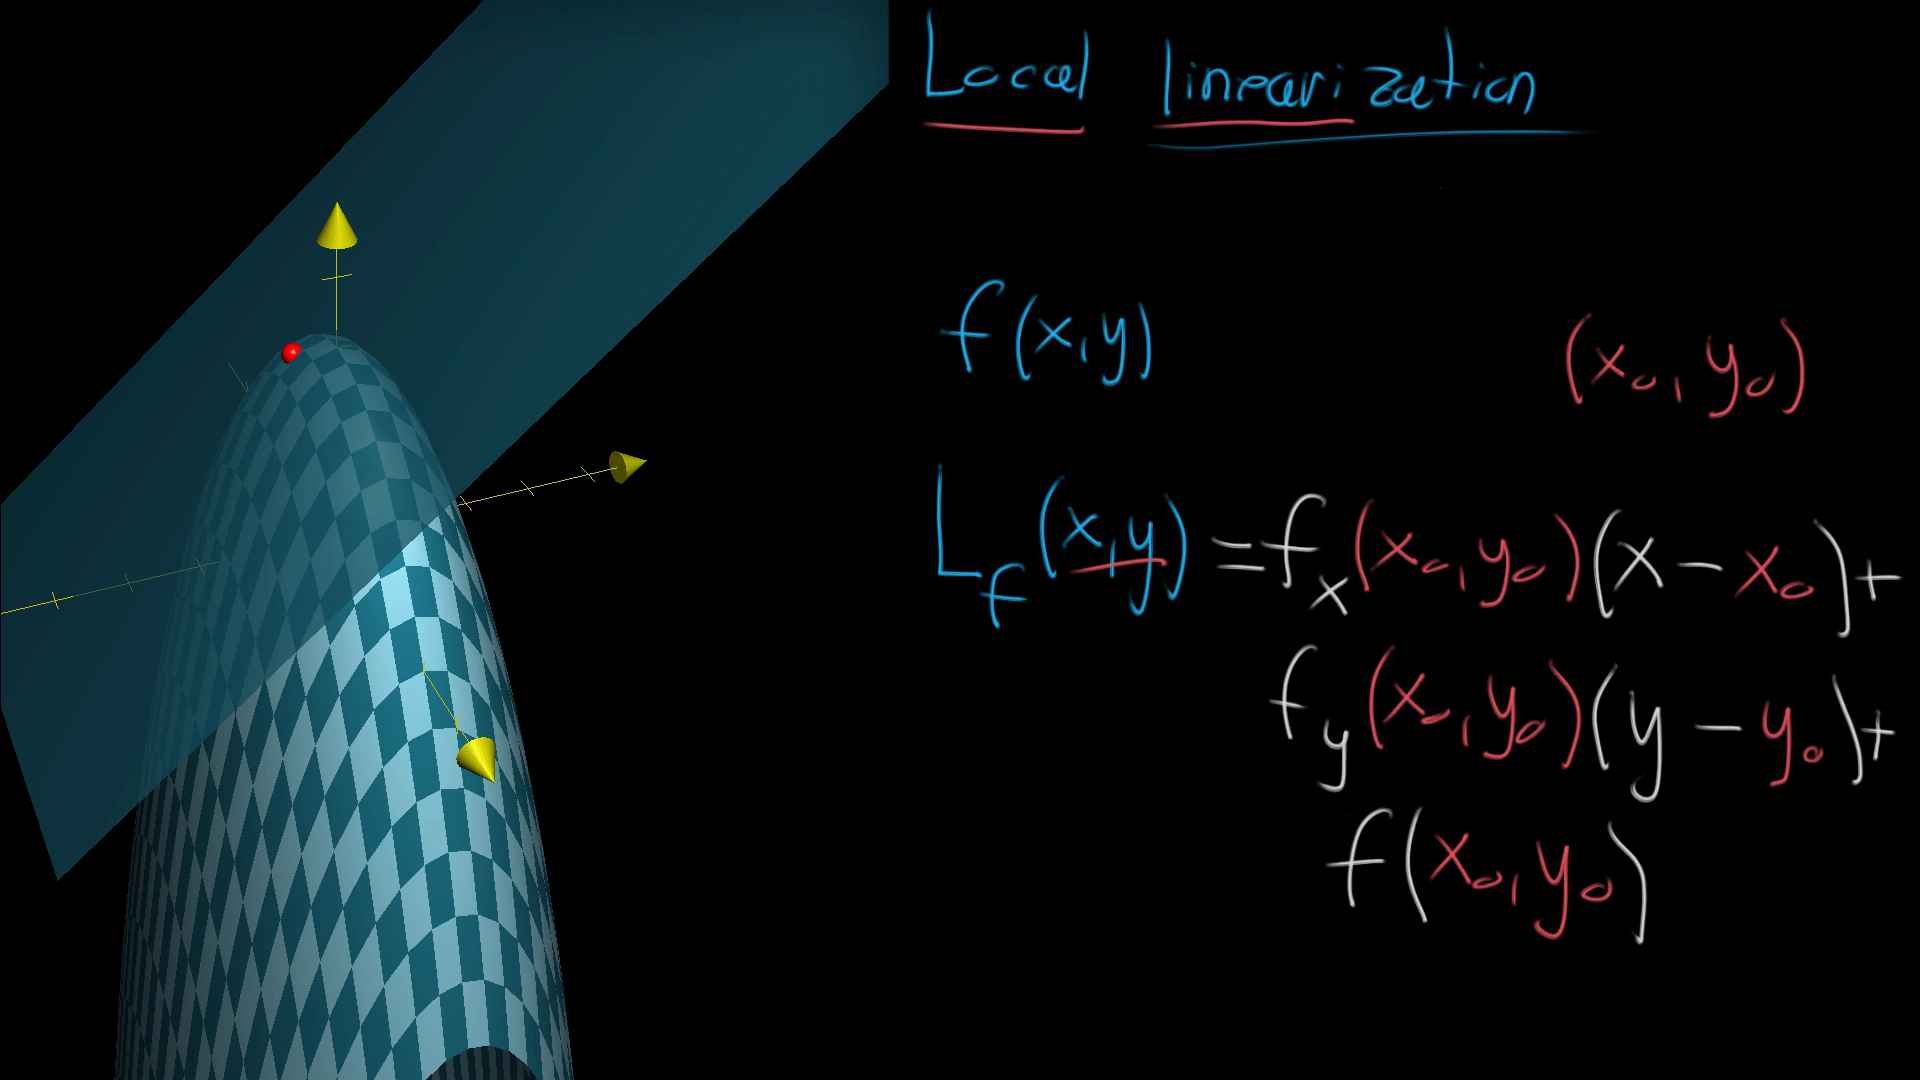 Local linearization
f(x,y) (x₀,y₀)
L_f(x,y) = f_x(x₀,y₀)(x - x₀)+
f_y(x₀,y₀)(y - y₀)+
f(x₀,y₀)